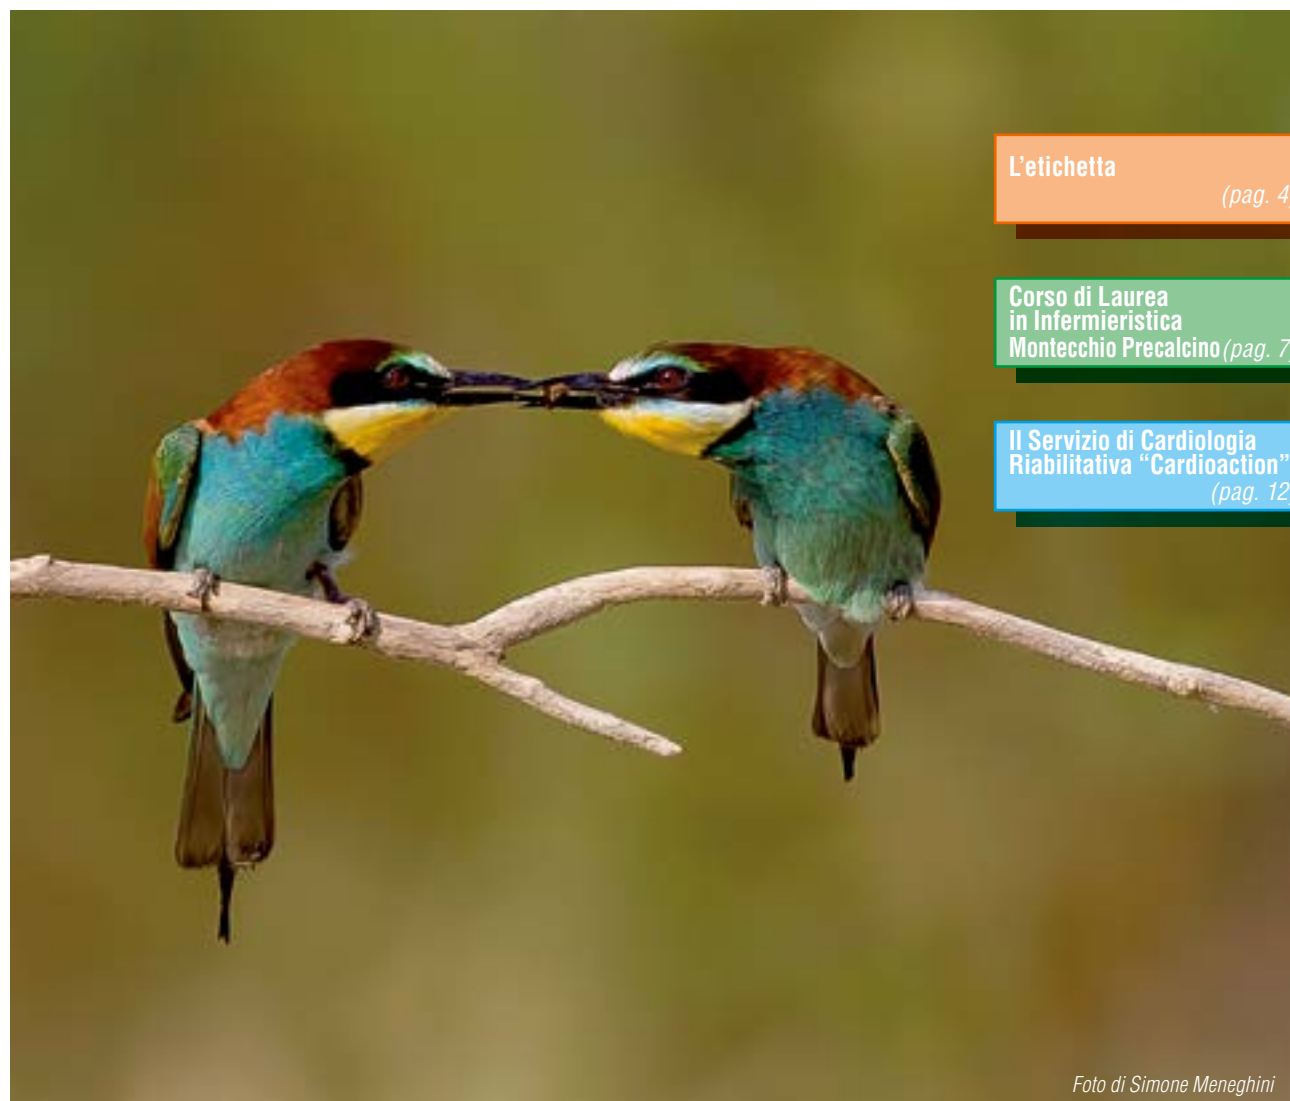 L’etichetta
(pag. 4)
Corso di Laurea
in Infermieristica
Montecchio Precalcino (pag. 7)
Il Servizio di Cardiologia
Riabilitativa “Cardioaction”
(pag. 12)
Foto di Simone Meneghini